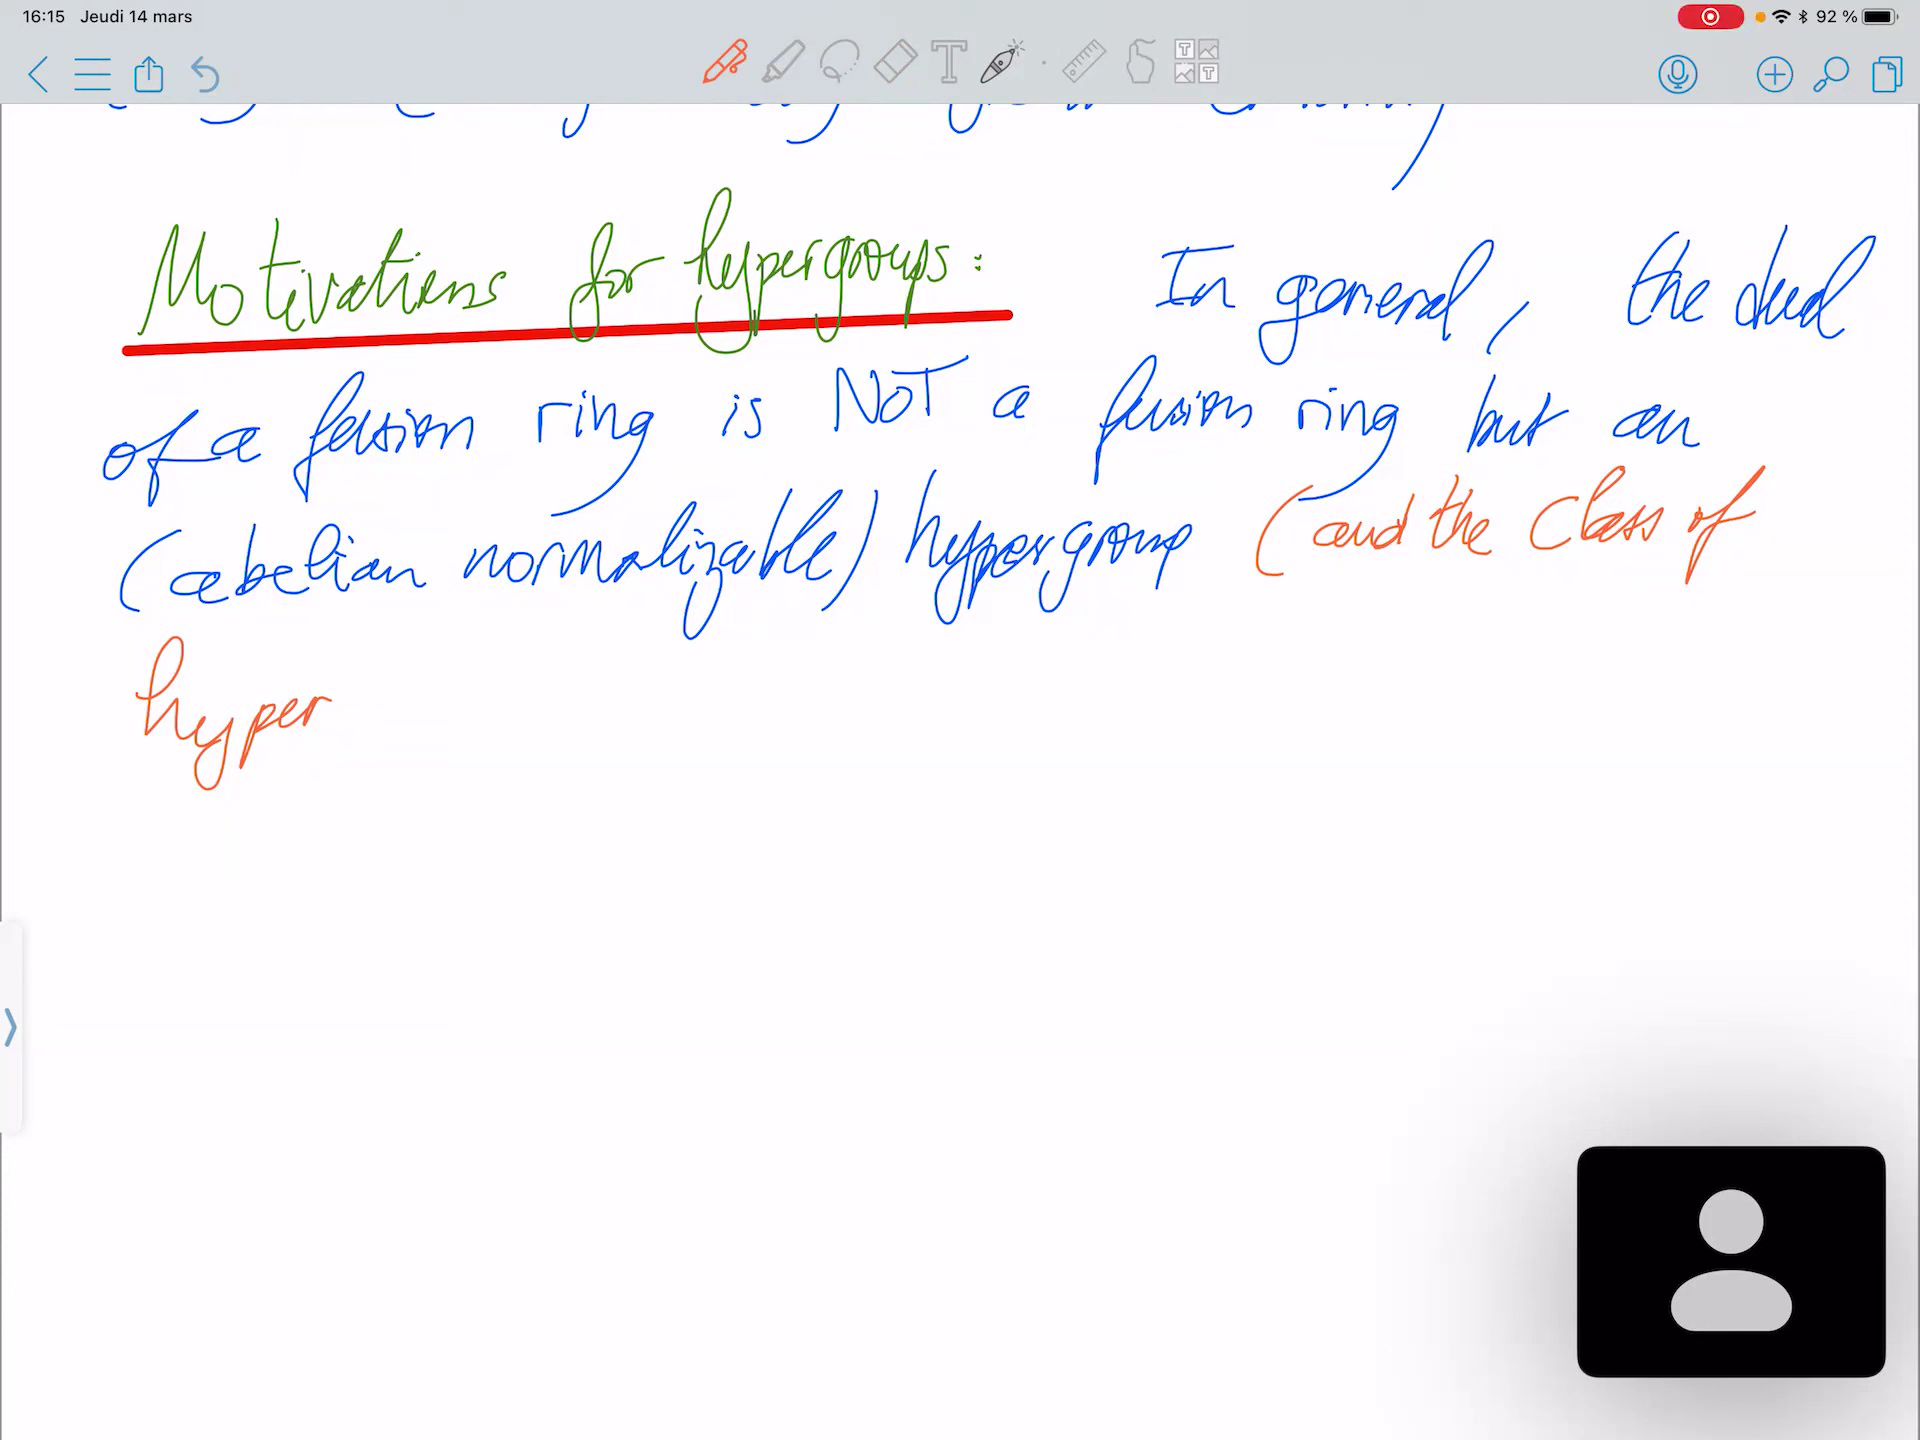 16:15 Jeudi 14 mars 92 %
Motivations for hypergroups : In general, the dual
of a fusion ring is NOT a fusion ring but an
(abelian normalizable) hypergroup (and the class of
hyper